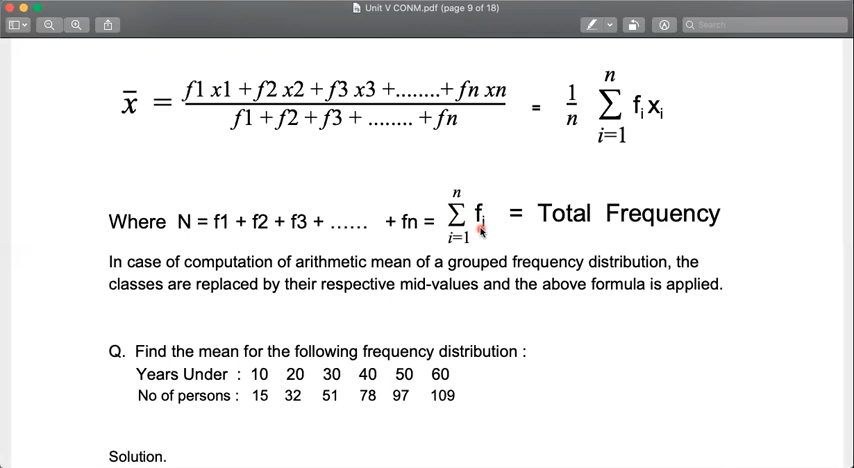 Unit V CONM.pdf (page 9 of 18)
Search
x̄ = (f1 x1 + f2 x2 + f3 x3 +........+ fn xn) / (f1 + f2 + f3 + ........ + fn) = 1/n ∑_{i=1}^{n} fᵢxᵢ
Where N = f1 + f2 + f3 + ...... + fn = ∑_{i=1}^{n} fᵢ = Total Frequency
In case of computation of arithmetic mean of a grouped frequency distribution, the
classes are replaced by their respective mid-values and the above formula is applied.
Q. Find the mean for the following frequency distribution :
Years Under : 10 20 30 40 50 60
No of persons : 15 32 51 78 97 109
Solution.